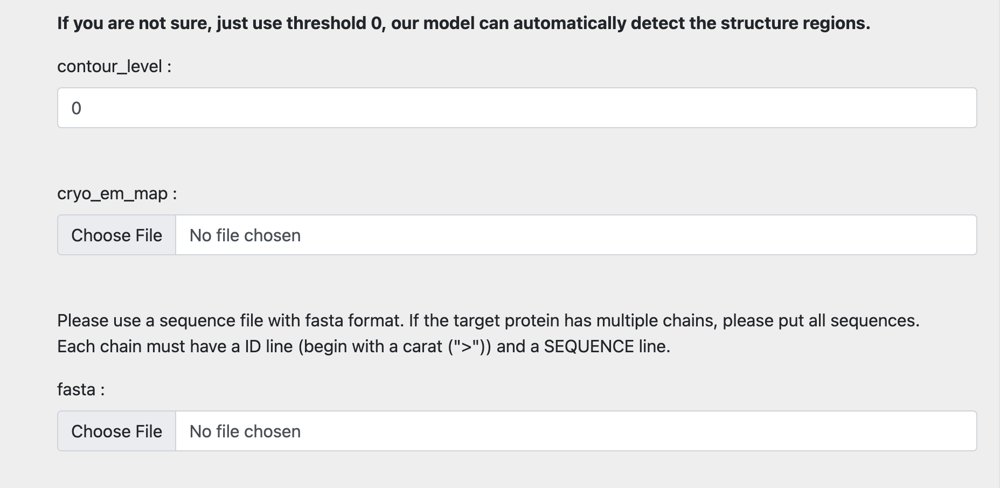 If you are not sure, just use threshold 0, our model can automatically detect the structure regions.
contour_level :
0
cryo_em_map :
Choose File No file chosen
Please use a sequence file with fasta format. If the target protein has multiple chains, please put all sequences.
Each chain must have a ID line (begin with a carat (">")) and a SEQUENCE line.
fasta :
Choose File No file chosen